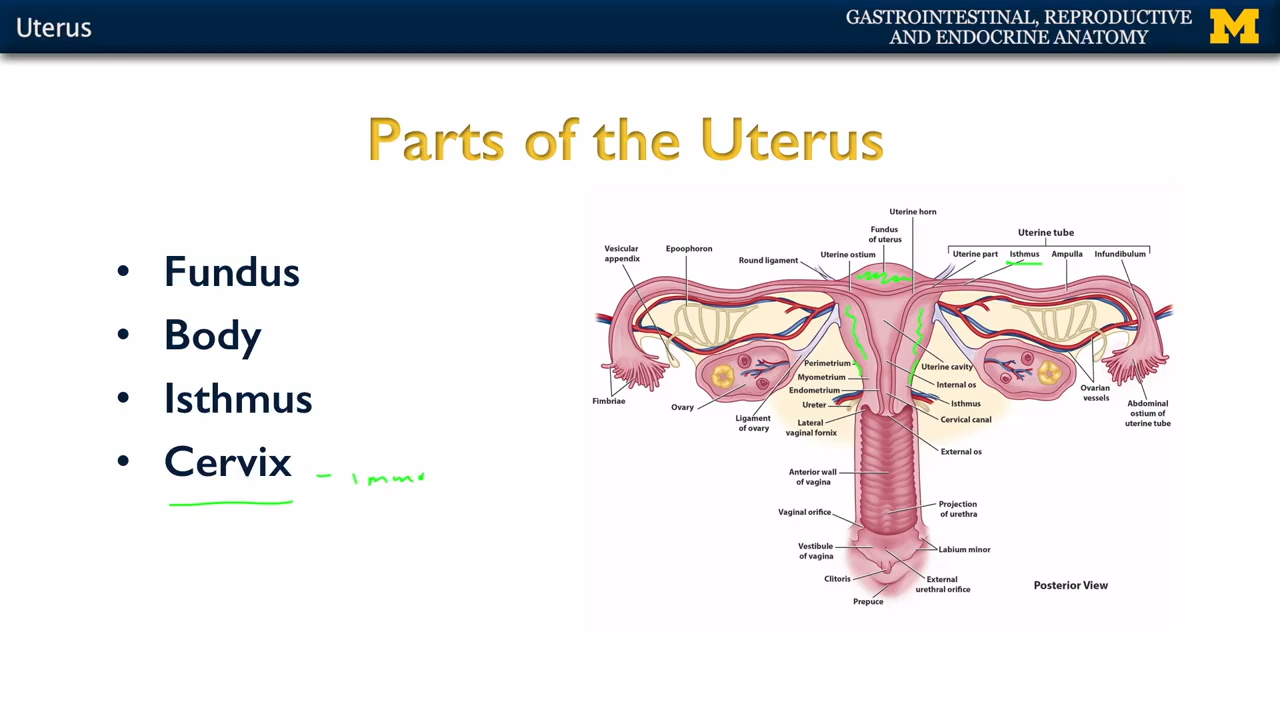 Uterus
GASTROINTESTINAL, REPRODUCTIVE
AND ENDOCRINE ANATOMY
M
Parts of the Uterus
• Fundus
• Body
• Isthmus
• Cervix - Immo
Uterine horn
Fundus
of uterus
Uterine tube
Vesicular
appendix
Epoophoron
Round ligament
Uterine ostium
Uterine part
Isthmus
Ampulla
Infundibulum
Perimetrium
Myometrium
Endometrium
Ureter
Lateral
vaginal fornix
Uterine cavity
Internal os
Isthmus
Cervical canal
External os
Fimbriae
Ovary
Ligament
of ovary
Ovarian
vessels
Abdominal
ostium of
uterine tube
Anterior wall
of vagina
Vaginal orifice
Projection
of urethra
Vestibule
of vagina
Labium minor
Clitoris
External
urethral orifice
Prepuce
Posterior View